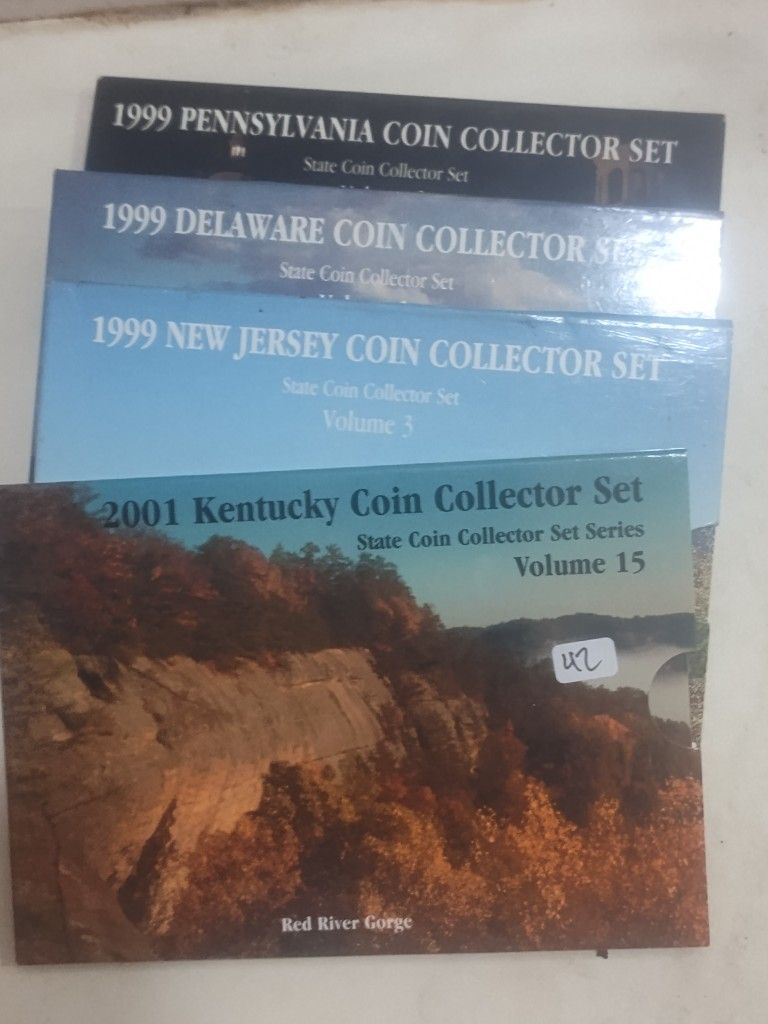 1999 PENNSYLVANIA COIN COLLECTOR SET
State Coin Collector Set
1999 DELAWARE COIN COLLECTOR SET
State Coin Collector Set
1999 NEW JERSEY COIN COLLECTOR SET
State Coin Collector Set
Volume 3
2001 Kentucky Coin Collector Set
State Coin Collector Set Series
Volume 15
42
Red River Gorge